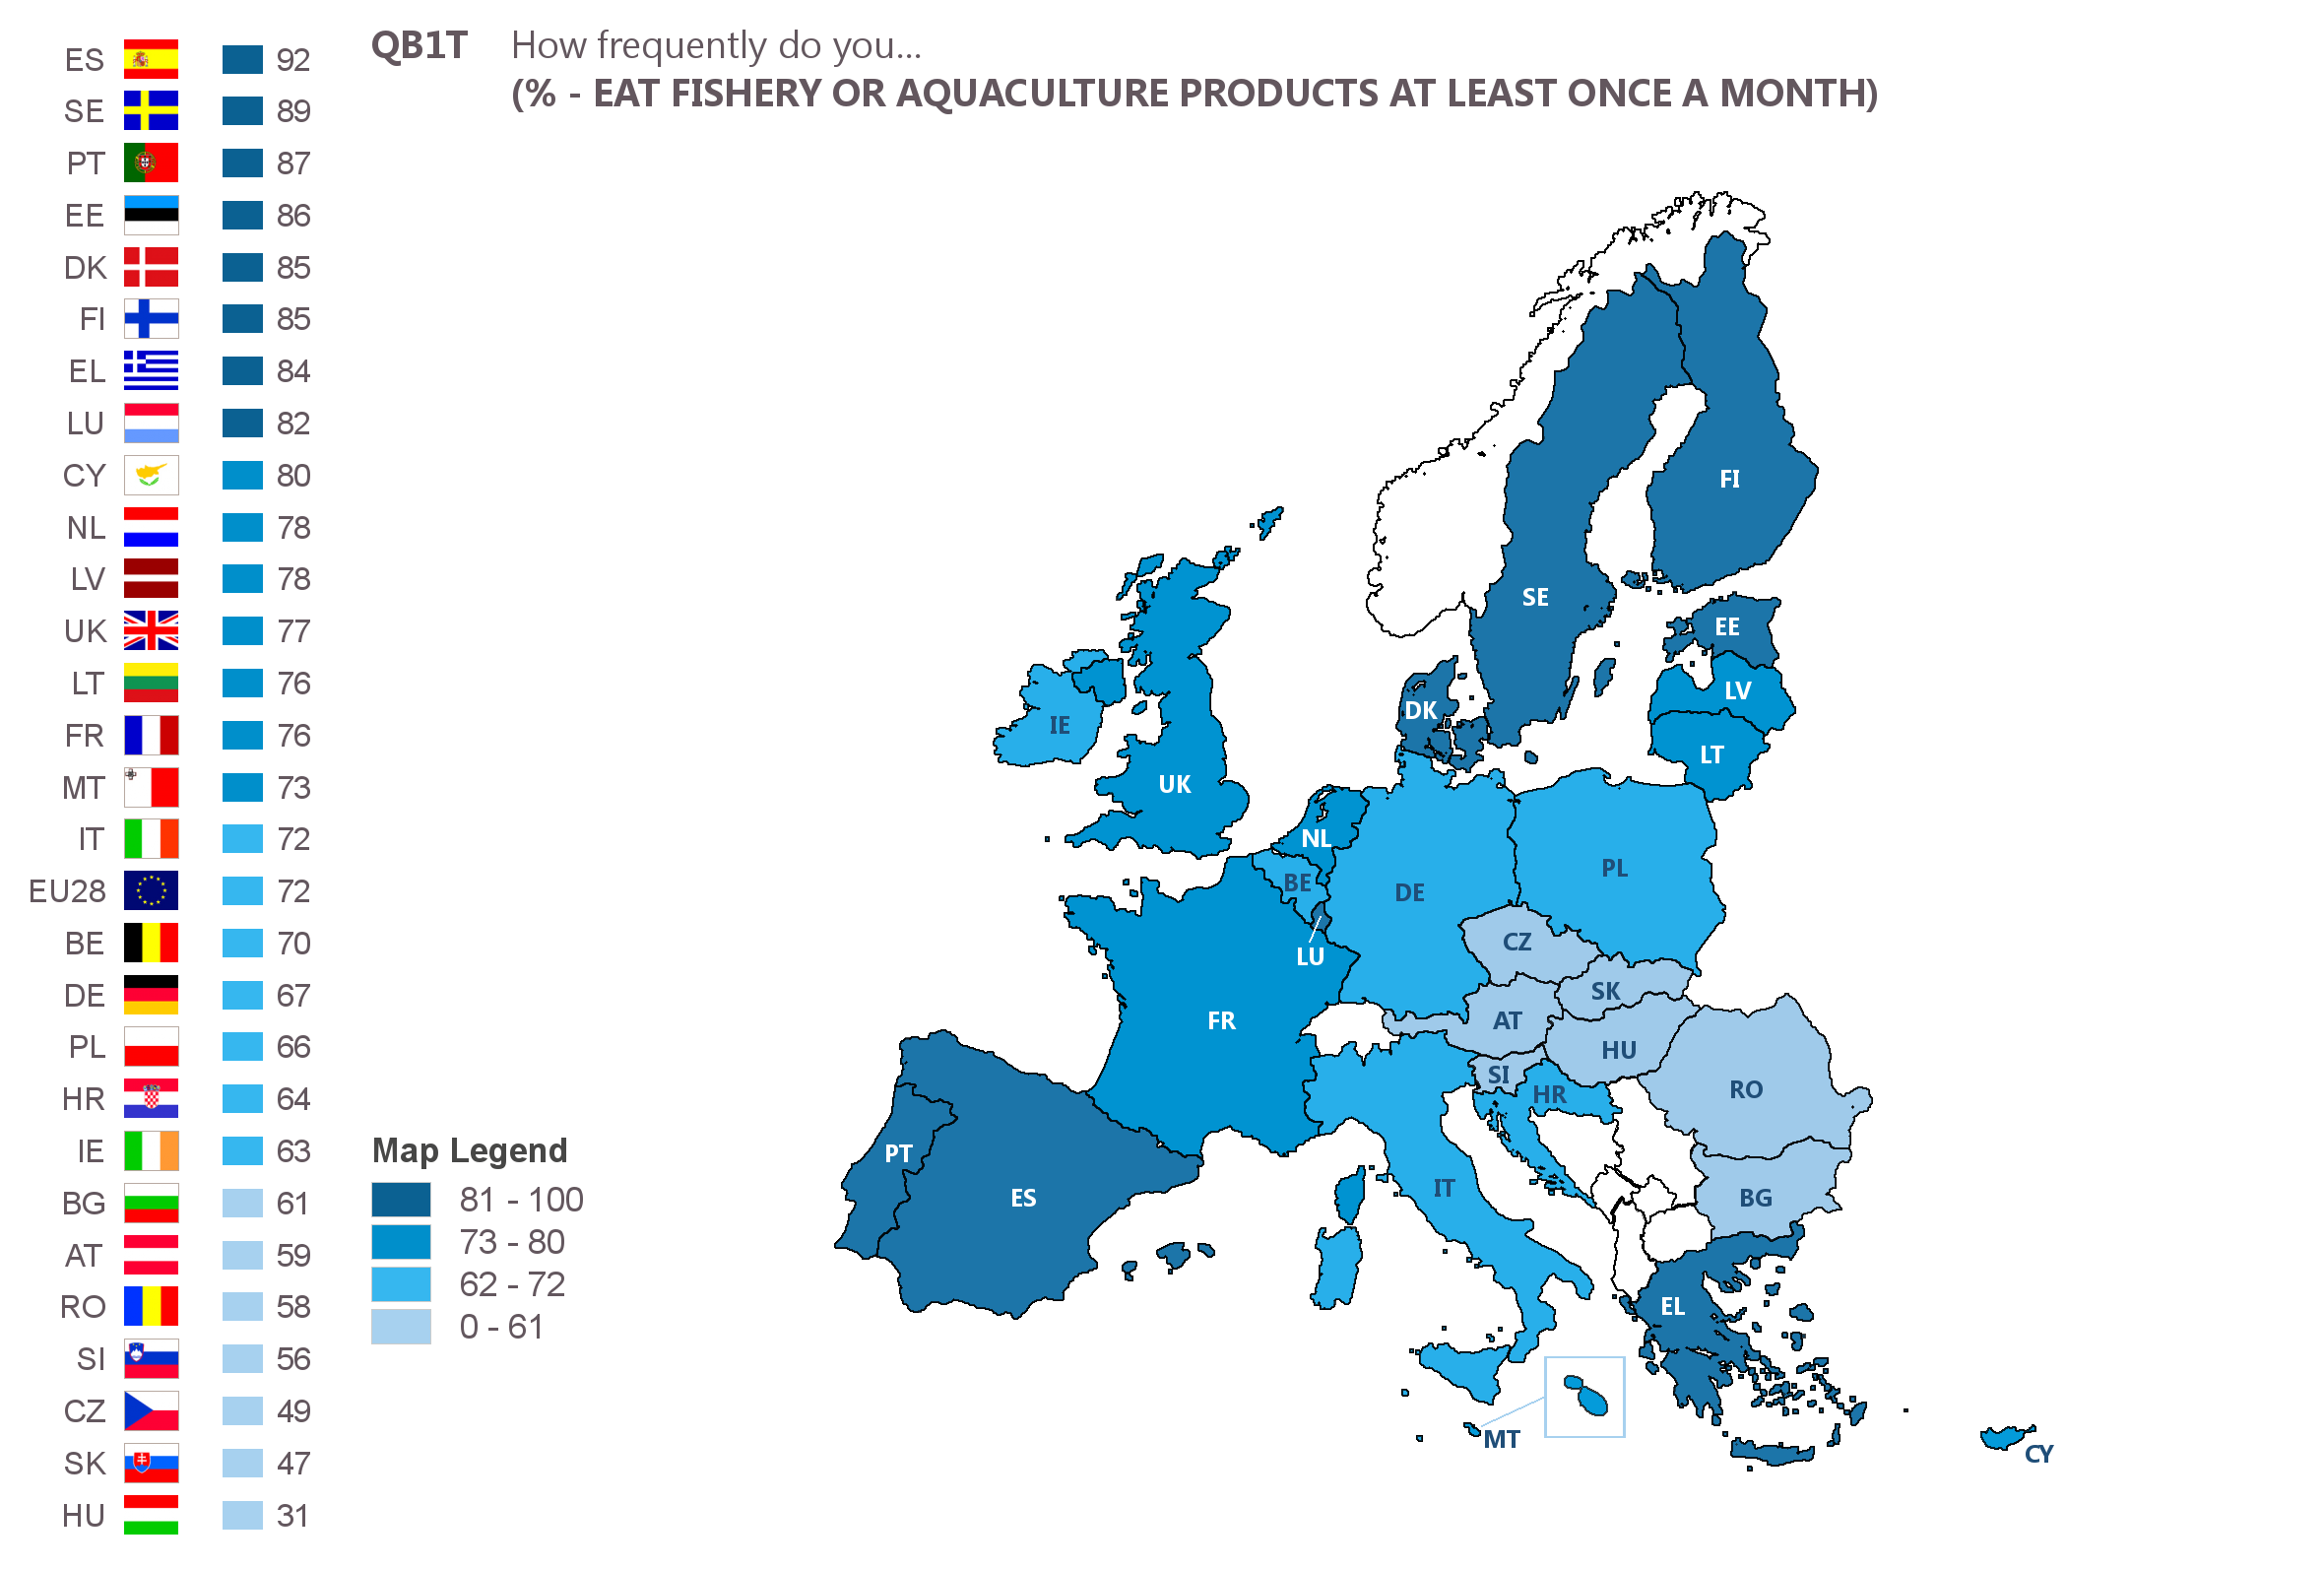 QB1T How frequently do you...
(% - EAT FISHERY OR AQUACULTURE PRODUCTS AT LEAST ONCE A MONTH)
ES 92
SE 89
PT 87
EE 86
DK 85
FI 85
EL 84
LU 82
CY 80
NL 78
LV 78
UK 77
LT 76
FR 76
MT 73
IT 72
EU28 72
BE 70
DE 67
PL 66
HR 64
IE 63
BG 61
AT 59
RO 58
SI 56
CZ 49
SK 47
HU 31
Map Legend
81 - 100
73 - 80
62 - 72
0 - 61
FI
SE
EE
LV
DK
IE
LT
UK
NL
PL
BE
DE
CZ
LU
SK
FR
AT
HU
SI
RO
HR
PT
IT
ES
BG
EL
MT
CY